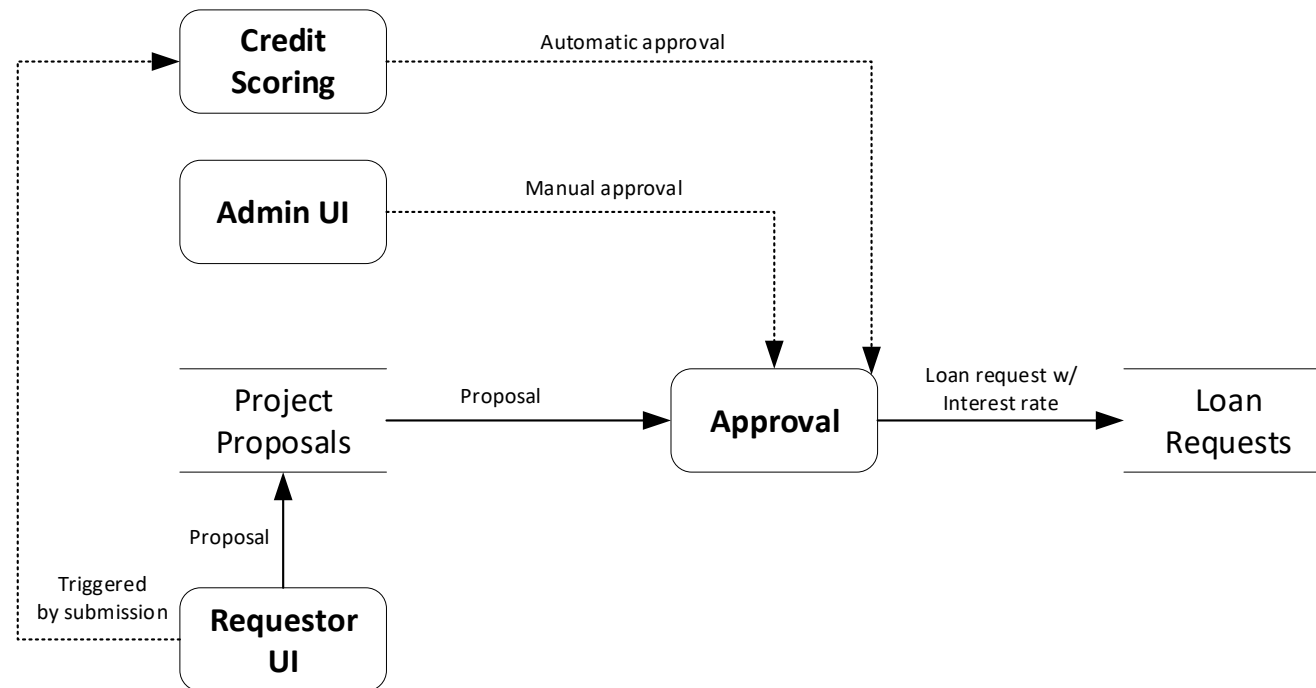 Credit
Scoring
Automatic approval
Admin UI
Manual approval
Project
Proposals
Proposal
Approval
Loan request w/
Interest rate
Loan
Requests
Proposal
Triggered
by submission
Requestor
UI